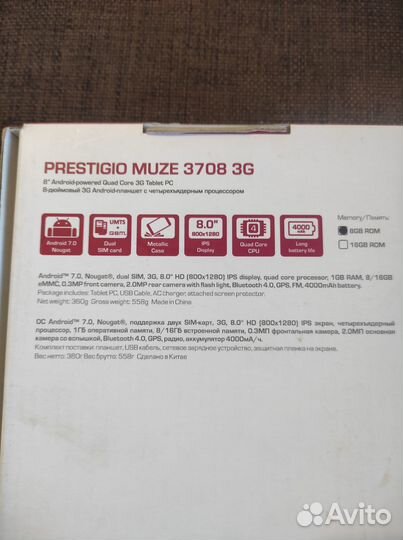 PRESTIGIO MUZE 3708 3G
8" Android-powered Quad Core 3G Tablet PC
8-дюймовый 3G Android-планшет с четырехъядерным процессором
UMTS + GSM
8.0" 800x1280
4
4000 mAh
Android 7.0 Nougat
Dual SIM card
Metallic Case
IPS Display
Quad Core CPU
Long battery life
Memory/Память:
8GB ROM
16GB ROM
Android™ 7.0, Nougat®, dual SIM, 3G, 8.0" HD (800x1280) IPS display, quad core processor, 1GB RAM, 8/16GB
eMMC, 0.3MP front camera, 2.0MP rear camera with flash light, Bluetooth 4.0, GPS, FM, 4000mAh battery.
Package includes: Tablet PC, USB Cable, AC charger, attached screen protector.
Net weight: 360g Gross weight: 558g Made in China
ОС Android™ 7.0, Nougat®, поддержка двух SIM-карт, 3G, 8.0" HD (800x1280) IPS экран, четырехъядерный
процессор, 1ГБ оперативной памяти, 8/16ГБ встроенной памяти, 0.3МП фронтальная камера, 2.0МП основная
камера со вспышкой, Bluetooth 4.0, GPS, радио, аккумулятор 4000мА/ч.
Комплект поставки: планшет, USB кабель, сетевое зарядное устройство, защитная пленка на экране.
Вес нетто: 380г Вес брутто: 558г Сделано в Китае
Avito